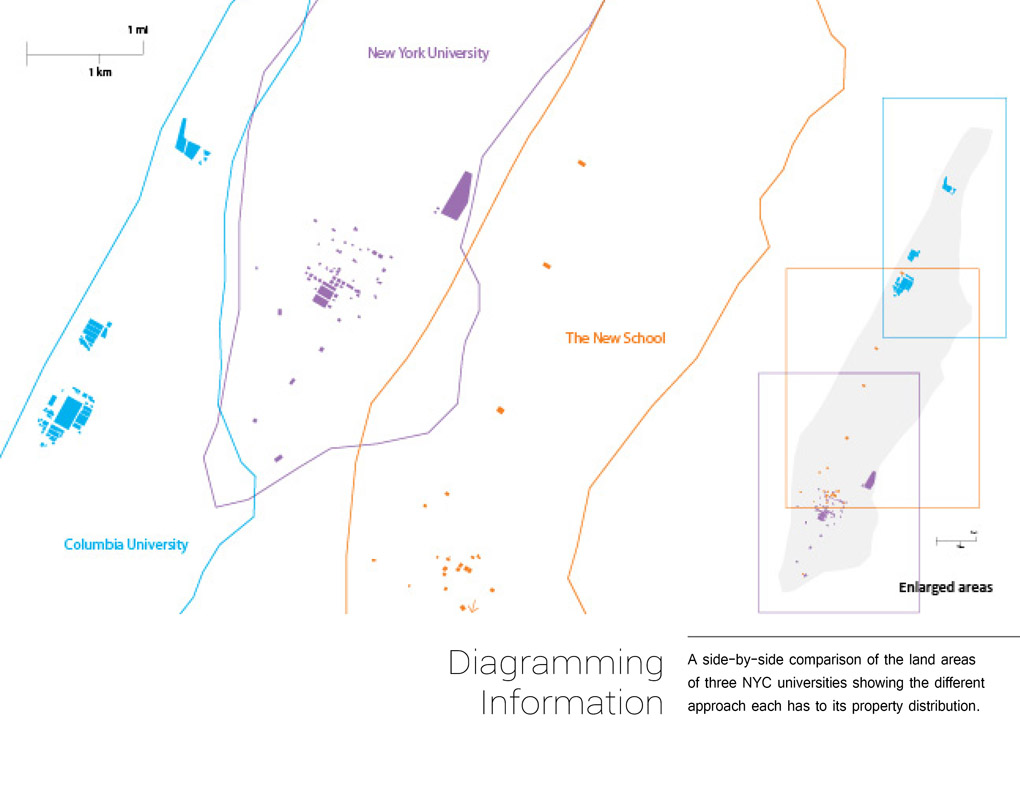 1 mi
1 km
New York University
The New School
Columbia University
Enlarged areas
Diagramming
Information
A side-by-side comparison of the land areas
of three NYC universities showing the different
approach each has to its property distribution.